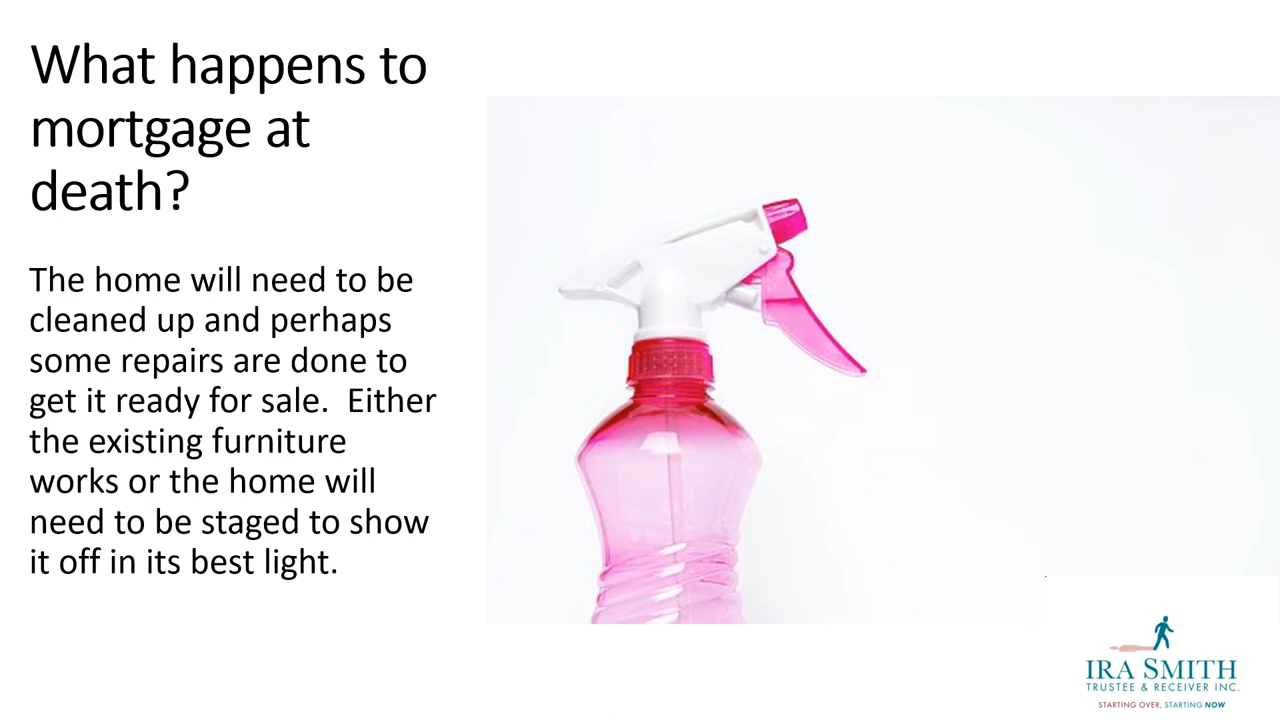 What happens to
mortgage at
death?
The home will need to be
cleaned up and perhaps
some repairs are done to
get it ready for sale.  Either
the existing furniture
works or the home will
need to be staged to show
it off in its best light.
IRA SMITH
TRUSTEE & RECEIVER INC.
STARTING OVER, STARTING NOW